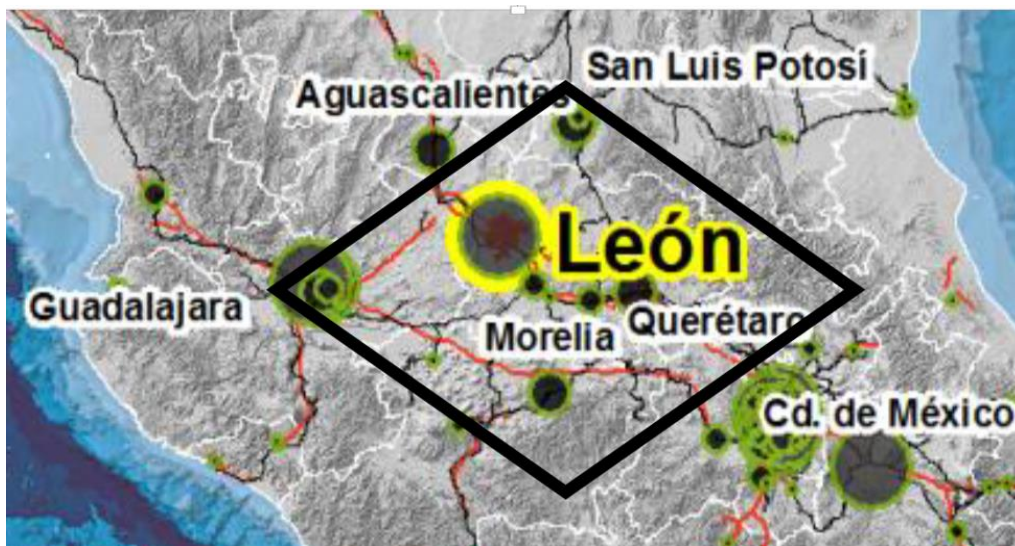 San Luis Potosí
Aguascalientes
León
Guadalajara
Morelia
Querétaro
Cd. de México